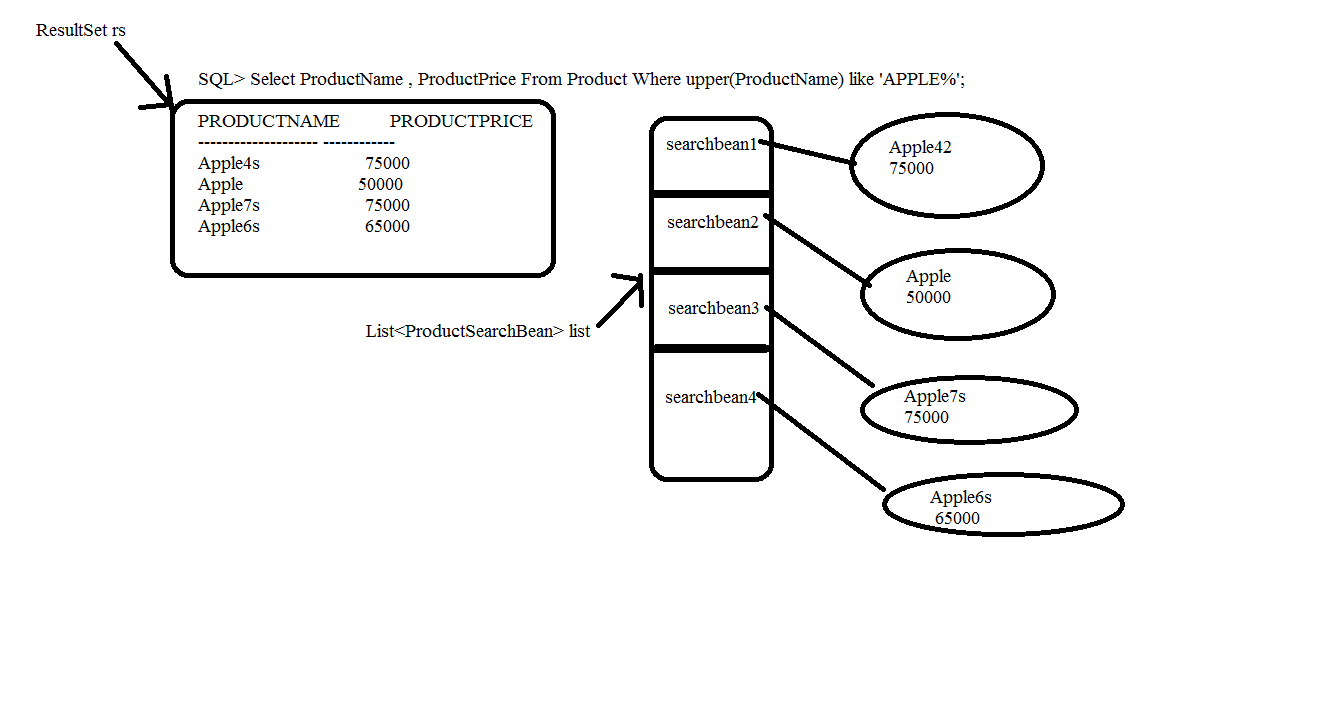 ResultSet rs
SQL> Select ProductName , ProductPrice From Product Where upper(ProductName) like 'APPLE%';
PRODUCTNAME PRODUCTPRICE
-------------------- ------------
Apple4s 75000
Apple 50000
Apple7s 75000
Apple6s 65000
List<ProductSearchBean> list
searchbean1
searchbean2
searchbean3
searchbean4
Apple42
75000
Apple
50000
Apple7s
75000
Apple6s
65000